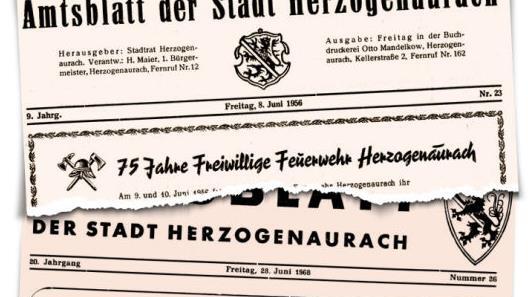 Amtsblatt der Stadt Herzogenaurach
Herausgeber: Stadtrat Herzogen-
aurach. Verantw.: H. Maier, 1. Bürger-
meister, Herzogenaurach, Fernruf Nr. 12
Ausgabe: Freitag in der Buch-
druckerei Otto Mandelkow, Herzogen-
aurach, Kellerstraße 2, Fernruf Nr. 162
9. Jahrg.
Freitag, 8. Juni 1956
Nr. 23
75 Jahre Freiwillige Feuerwehr Herzogenaurach
Am 9. und 10. Juni 1956 Herzogenaurach ihr
BLATT
DER STADT HERZOGENAURACH
20. Jahrgang
Freitag, 28. Juni 1968
Nummer 26